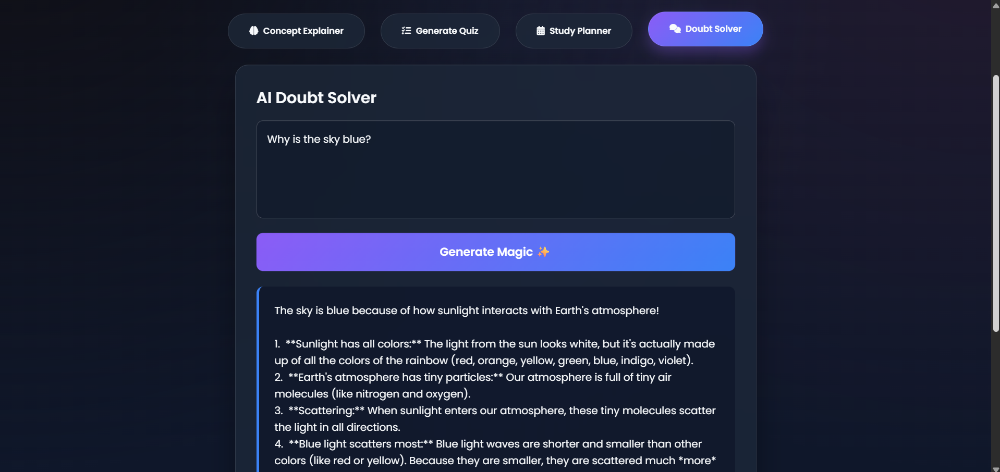 Concept Explainer
Generate Quiz
Study Planner
Doubt Solver
AI Doubt Solver
Why is the sky blue?
Generate Magic ✨
The sky is blue because of how sunlight interacts with Earth's atmosphere!
1.  **Sunlight has all colors:** The light from the sun looks white, but it's actually made
up of all the colors of the rainbow (red, orange, yellow, green, blue, indigo, violet).
2.  **Earth's atmosphere has tiny particles:** Our atmosphere is full of tiny air
molecules (like nitrogen and oxygen).
3.  **Scattering:** When sunlight enters our atmosphere, these tiny molecules scatter
the light in all directions.
4.  **Blue light scatters most:** Blue light waves are shorter and smaller than other
colors (like red or yellow). Because they are smaller, they are scattered much *more*